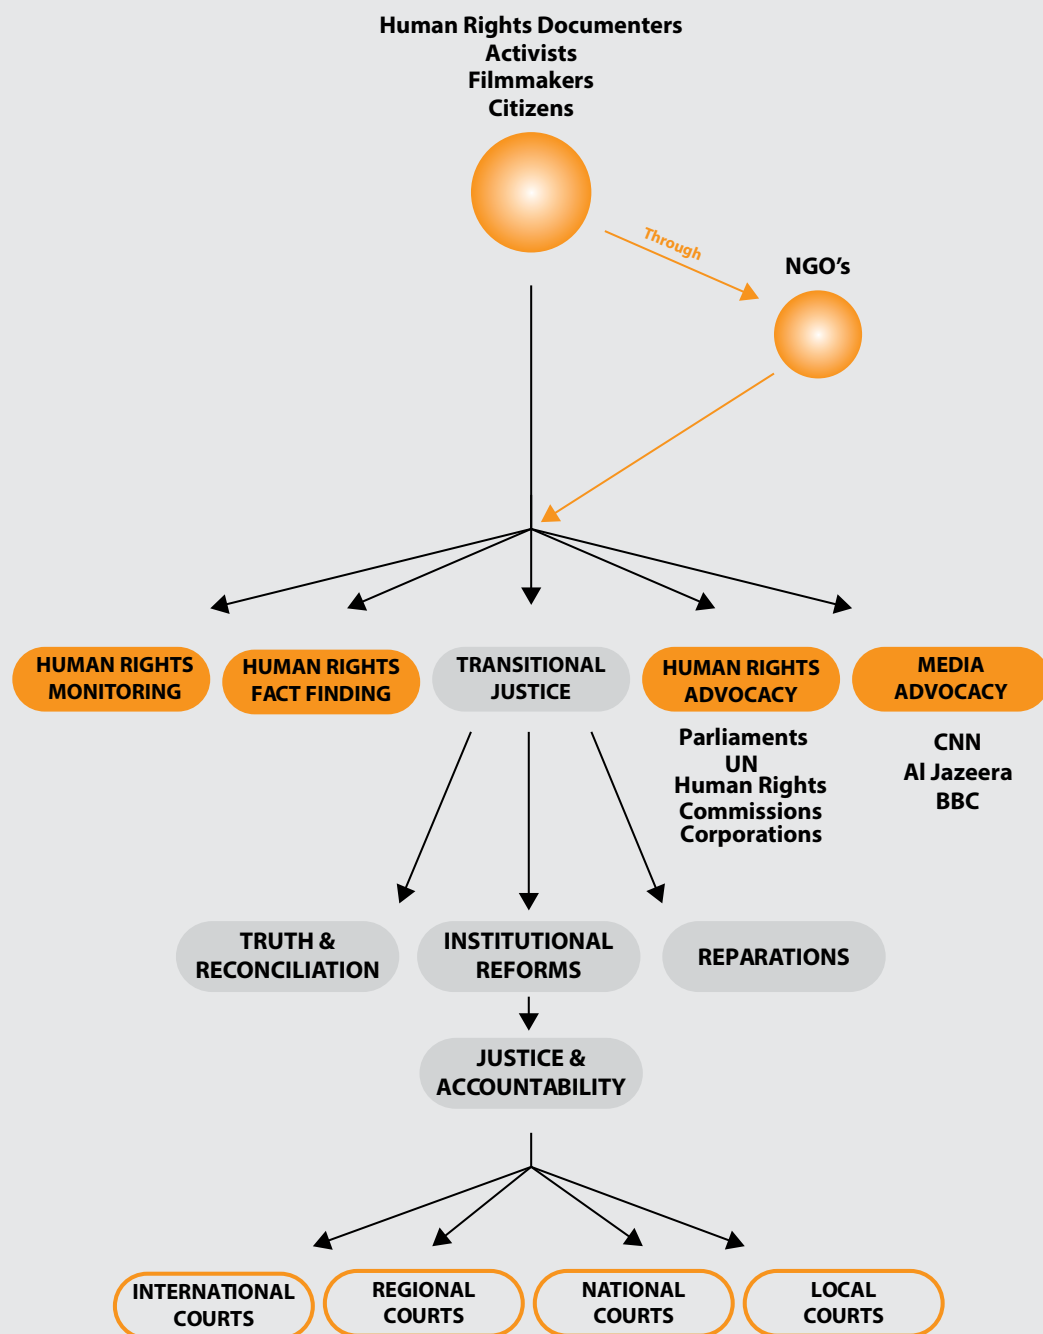 Human Rights Documenters
Activists
Filmmakers
Citizens
Through
NGO's
HUMAN RIGHTS
MONITORING
HUMAN RIGHTS
FACT FINDING
TRANSITIONAL
JUSTICE
HUMAN RIGHTS
ADVOCACY
MEDIA
ADVOCACY
Parliaments
UN
Human Rights
Commissions
Corporations
CNN
Al Jazeera
BBC
TRUTH &
RECONCILIATION
INSTITUTIONAL
REFORMS
REPARATIONS
JUSTICE &
ACCOUNTABILITY
INTERNATIONAL
COURTS
REGIONAL
COURTS
NATIONAL
COURTS
LOCAL
COURTS